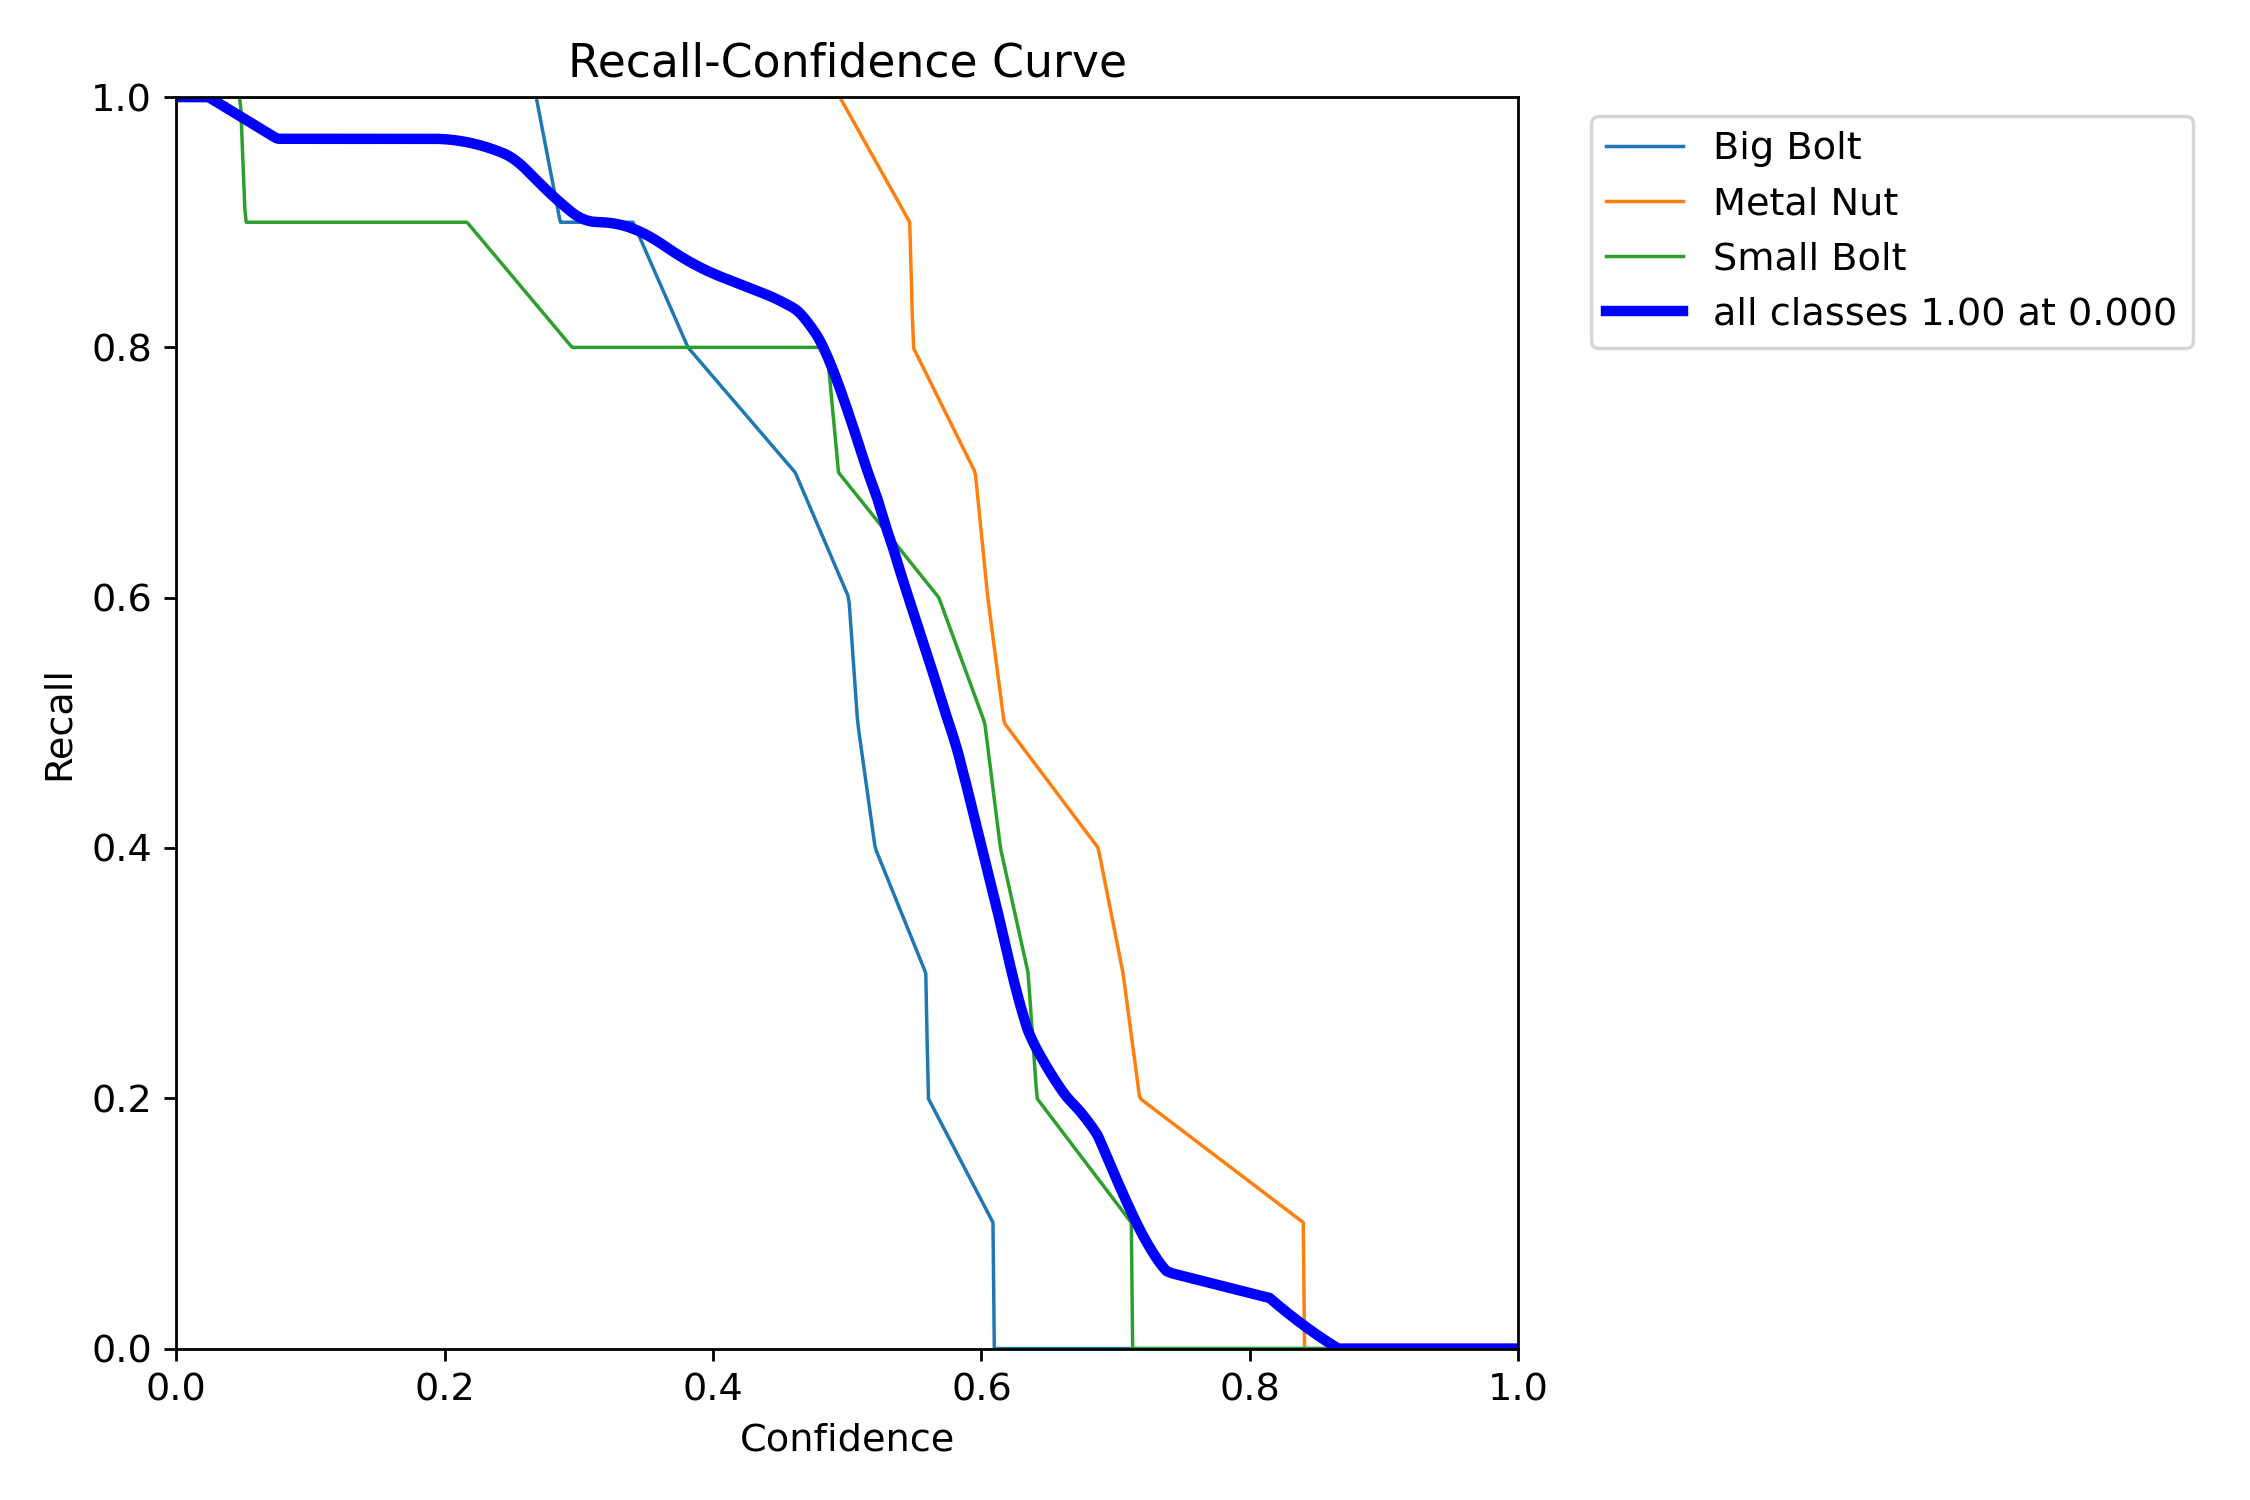 Recall-Confidence Curve
1.0
0.8
0.6
0.4
0.2
0.0
Recall
0.0 0.2 0.4 0.6 0.8 1.0
Confidence
Big Bolt
Metal Nut
Small Bolt
all classes 1.00 at 0.000